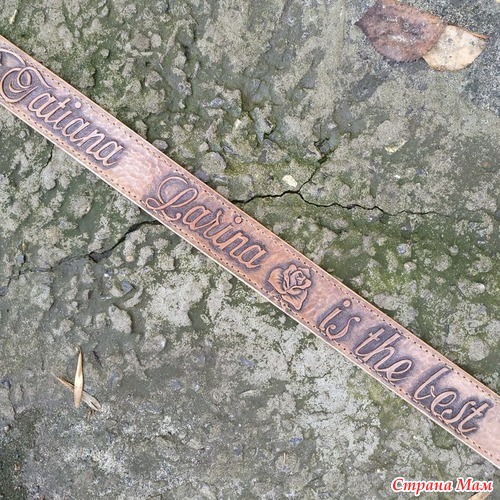 Tatiana Larina is the best
Страна Мам